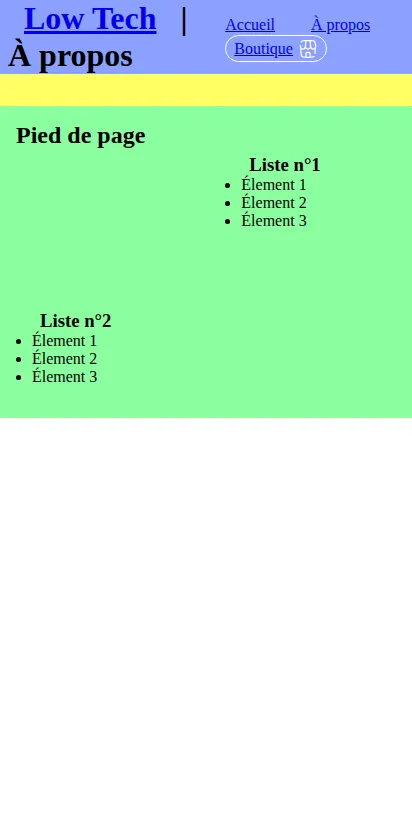 Low Tech |
À propos
Accueil À propos
Boutique
Pied de page
Liste n°1
Élement 1
Élement 2
Élement 3
Liste n°2
Élement 1
Élement 2
Élement 3